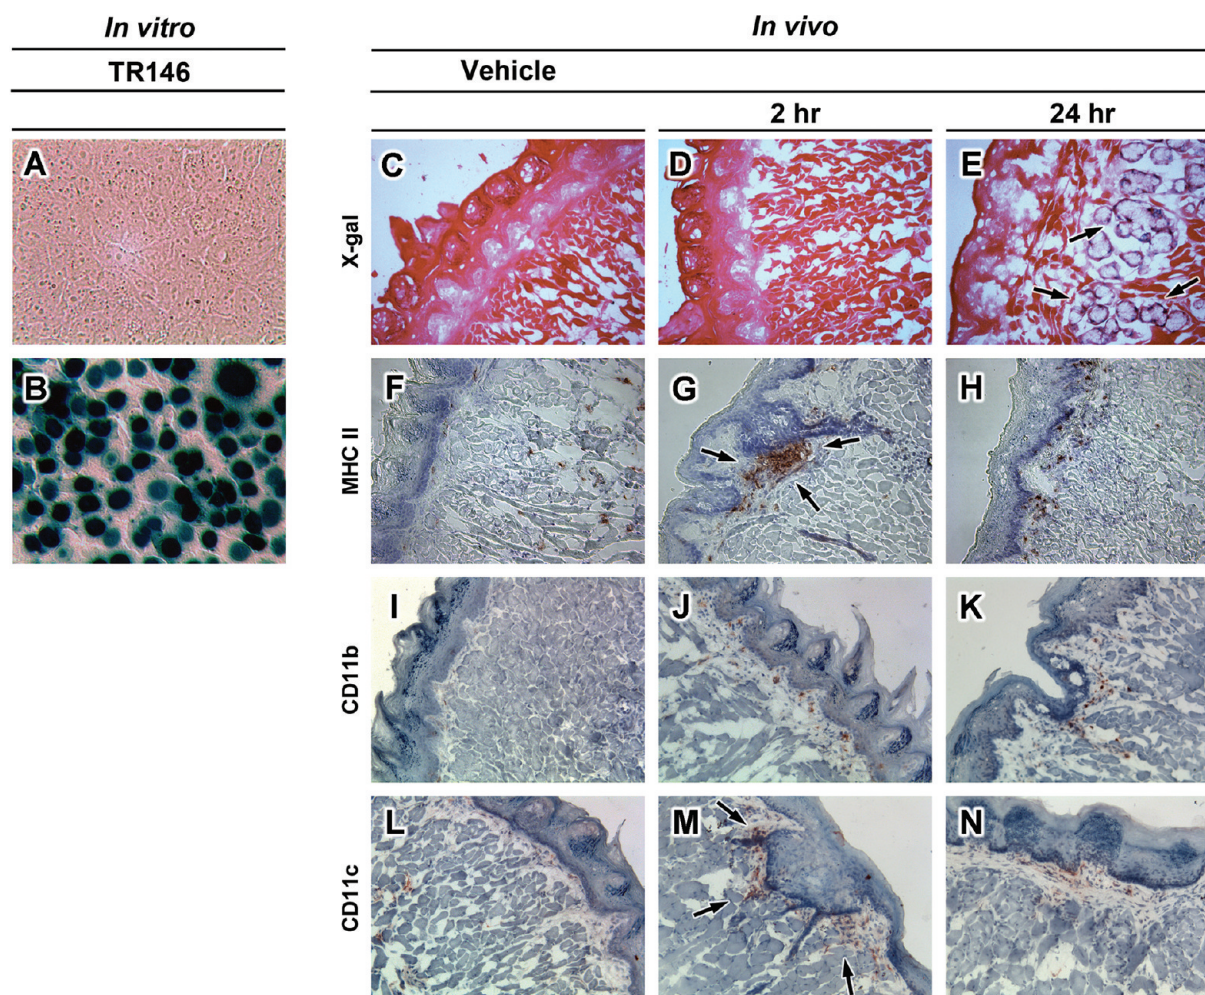 In vitro
In vivo
TR146
Vehicle
2 hr
24 hr
X-gal
A
C
D
E
MHC II
B
F
G
H
CD11b
I
J
K
CD11c
L
M
N